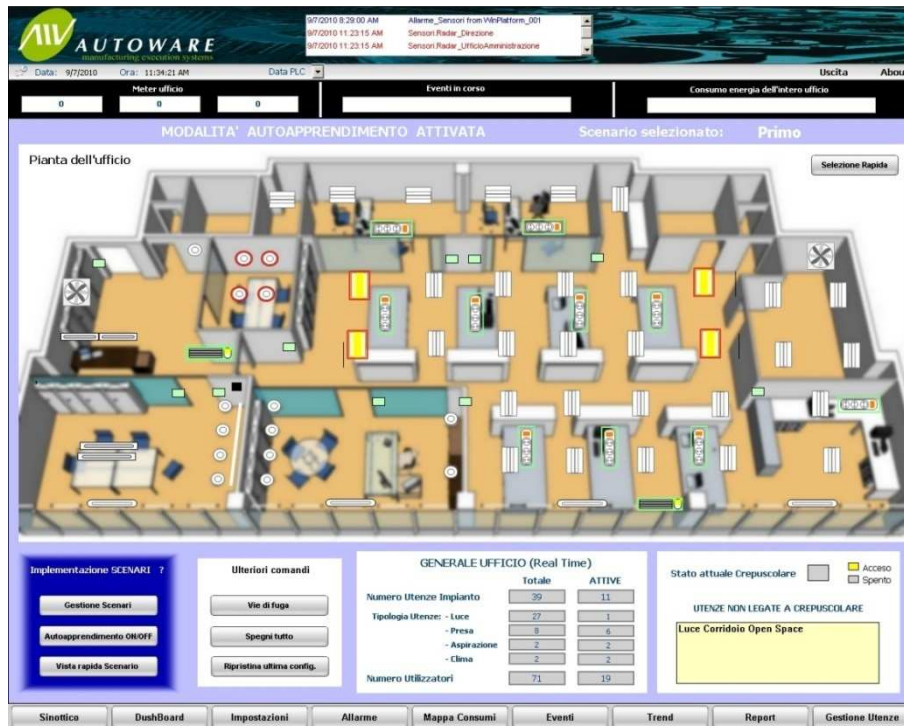 9/7/2010 8:29:00 AM Allarme_Sensori from WinPlatform_001
9/7/2010 11:23:15 AM Sensori.Radar_Direzione
9/7/2010 11:23:15 AM Sensori.Radar_UfficioAmministrazione
AW AUTOWARE
manufacturing execution systems
Data: 9/7/2010 Ora: 11:34:21 AM Data PLC Uscita Abou
Meter ufficio Eventi in corso Consumo energia dell'intero ufficio
0 0 0
MODALITA' AUTOAPPRENDIMENTO ATTIVATA Scenario selezionato: Primo
Pianta dell'ufficio Selezione Rapida
Implementazione SCENARI ?
Gestione Scenari
Autoapprendimento ON/OFF
Vista rapida Scenario
Ulteriori comandi
Vie di fuga
Spegni tutto
Ripristina ultima config.
GENERALE UFFICIO (Real Time)
Totale ATTIVE
Numero Utenze Impianto 39 11
Tipologia Utenze: - Luce 27 1
- Presa 8 6
- Aspirazione 2 2
- Clima 2 2
Numero Utilizzatori 71 19
Stato attuale Crepuscolare
Acceso
Spento
UTENZE NON LEGATE A CREPUSCOLARE
Luce Corridoio Open Space
Sinottico DushBoard Impostazioni Allarme Mappa Consumi Eventi Trend Report Gestione Utenze